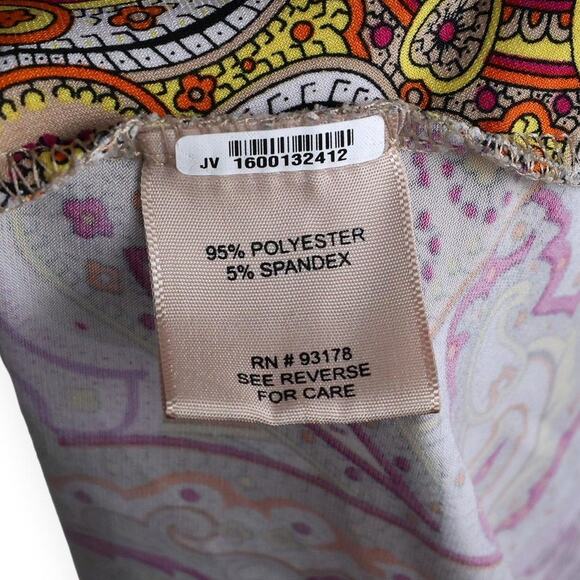 JV 1600132412
95% POLYESTER
5% SPANDEX
RN # 93178
SEE REVERSE
FOR CARE